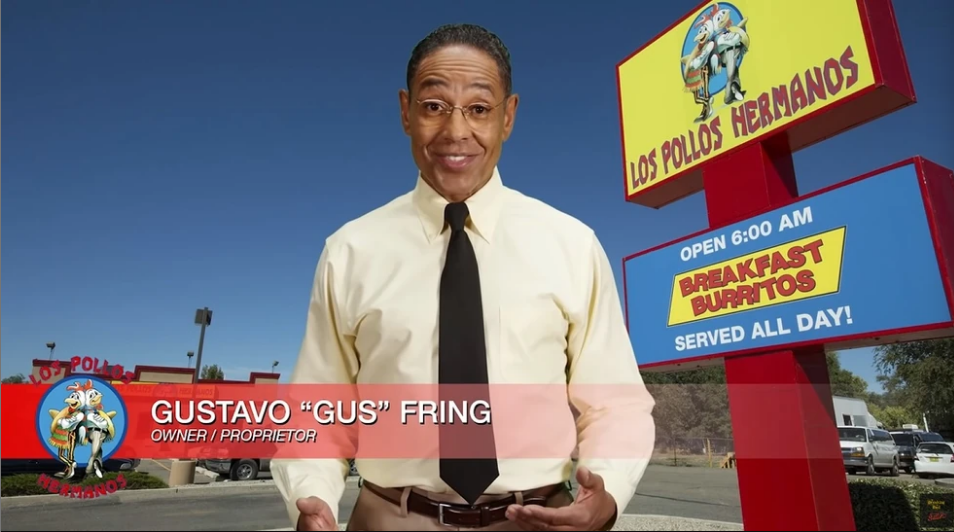 LOS POLLOS HERMANOS
OPEN 6:00 AM
BREAKFAST
BURRITOS
SERVED ALL DAY!
LOS POLLOS
HERMANOS
GUSTAVO “GUS” FRING
OWNER / PROPRIETOR